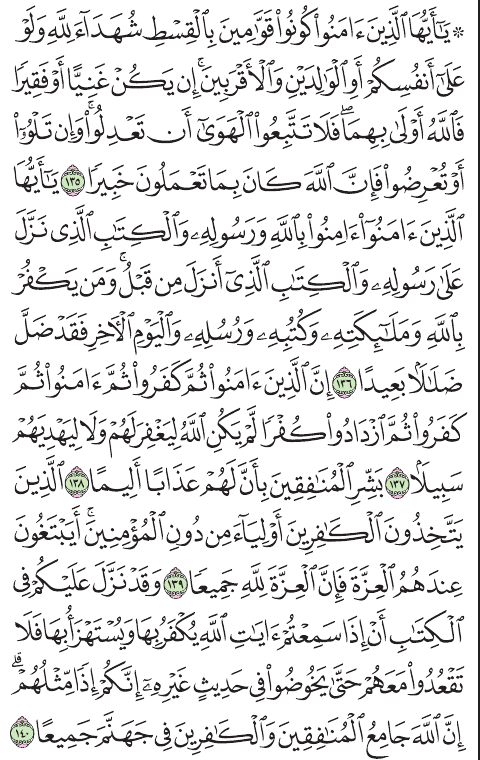 ۞ يَٰٓأَيُّهَا ٱلَّذِينَ ءَامَنُوا۟ كُونُوا۟ قَوَّٰمِينَ بِٱلْقِسْطِ شُهَدَآءَ لِلَّهِ وَلَوْ
عَلَىٰٓ أَنفُسِكُمْ أَوِ ٱلْوَٰلِدَيْنِ وَٱلْأَقْرَبِينَ ۚ إِن يَكُنْ غَنِيًّا أَوْ فَقِيرًا
فَٱللَّهُ أَوْلَىٰ بِهِمَا ۖ فَلَا تَتَّبِعُوا۟ ٱلْهَوَىٰٓ أَن تَعْدِلُوا۟ ۚ وَإِن تَلْوُۥٓا۟
أَوْ تُعْرِضُوا۟ فَإِنَّ ٱللَّهَ كَانَ بِمَا تَعْمَلُونَ خَبِيرًا ١٣٥ يَٰٓأَيُّهَا
ٱلَّذِينَ ءَامَنُوٓا۟ ءَامِنُوا۟ بِٱللَّهِ وَرَسُولِهِۦ وَٱلْكِتَٰبِ ٱلَّذِى نَزَّلَ
عَلَىٰ رَسُولِهِۦ وَٱلْكِتَٰبِ ٱلَّذِىٓ أَنزَلَ مِن قَبْلُ ۚ وَمَن يَكْفُرْ
بِٱللَّهِ وَمَلَٰٓئِكَتِهِۦ وَكُتُبِهِۦ وَرُسُلِهِۦ وَٱلْيَوْمِ ٱلْءَاخِرِ فَقَدْ ضَلَّ
ضَلَٰلًۢا بَعِيدًا ١٣٦ إِنَّ ٱلَّذِينَ ءَامَنُوا۟ ثُمَّ كَفَرُوا۟ ثُمَّ ءَامَنُوا۟ ثُمَّ
كَفَرُوا۟ ثُمَّ ٱزْدَادُوا۟ كُفْرًا لَّمْ يَكُنِ ٱللَّهُ لِيَغْفِرَ لَهُمْ وَلَا لِيَهْدِيَهُمْ
سَبِيلًۢا ١٣٧ بَشِّرِ ٱلْمُنَٰفِقِينَ بِأَنَّ لَهُمْ عَذَابًا أَلِيمًا ١٣٨ ٱلَّذِينَ
يَتَّخِذُونَ ٱلْكَٰفِرِينَ أَوْلِيَآءَ مِن دُونِ ٱلْمُؤْمِنِينَ ۚ أَيَبْتَغُونَ
عِندَهُمُ ٱلْعِزَّةَ فَإِنَّ ٱلْعِزَّةَ لِلَّهِ جَمِيعًا ١٣٩ وَقَدْ نَزَّلَ عَلَيْكُمْ فِى
ٱلْكِتَٰبِ أَنْ إِذَا سَمِعْتُمْ ءَايَٰتِ ٱللَّهِ يُكْفَرُ بِهَا وَيُسْتَهْزَأُ بِهَا فَلَا
تَقْعُدُوا۟ مَعَهُمْ حَتَّىٰ يَخُوضُوا۟ فِى حَدِيثٍ غَيْرِهِۦٓ ۚ إِنَّكُمْ إِذًا مِّثْلُهُمْ ۗ
إِنَّ ٱللَّهَ جَامِعُ ٱلْمُنَٰفِقِينَ وَٱلْكَٰفِرِينَ فِى جَهَنَّمَ جَمِيعًا ١٤٠